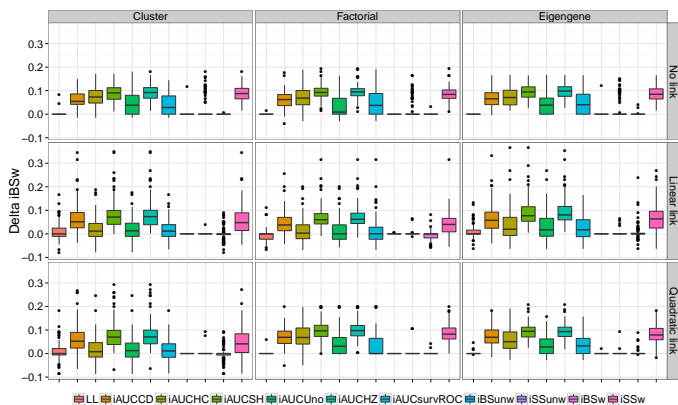 Cluster Factorial Eigengene
0.3
0.2
0.1
0.0
−0.1
No link
0.3
0.2
0.1
0.0
−0.1
Linear link
0.3
0.2
0.1
0.0
−0.1
Quadratic link
Delta iBSw
LL iAUCCD iAUCHC iAUCSH iAUCUno iAUCHZ iAUCsurvROC iBSunw iSSunw iBSw iSSw